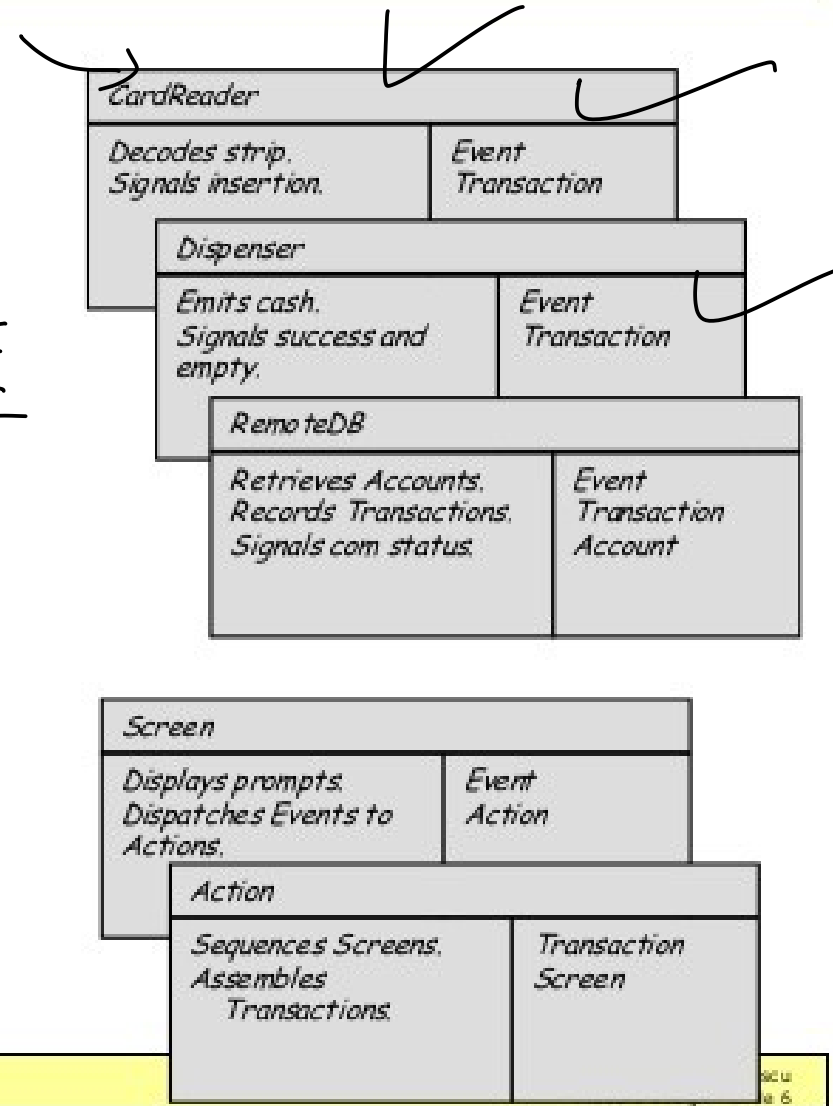 CardReader
Decodes strip.
Signals insertion.
Event
Transaction
Dispenser
Emits cash.
Signals success and
empty.
Event
Transaction
RemoteDB
Retrieves Accounts.
Records Transactions.
Signals com status.
Event
Transaction
Account
Screen
Displays prompts.
Dispatches Events to
Actions.
Event
Action
Action
Sequences Screens.
Assembles
Transactions.
Transaction
Screen